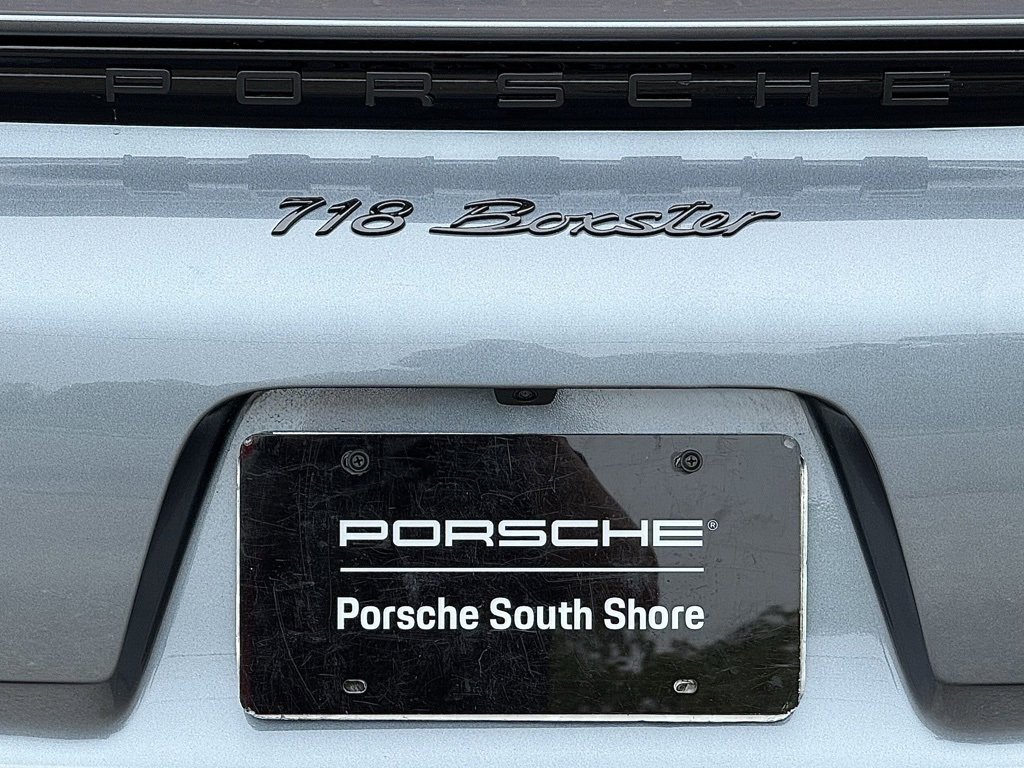 PORSCHE
718 Boxster
PORSCHE®
Porsche South Shore